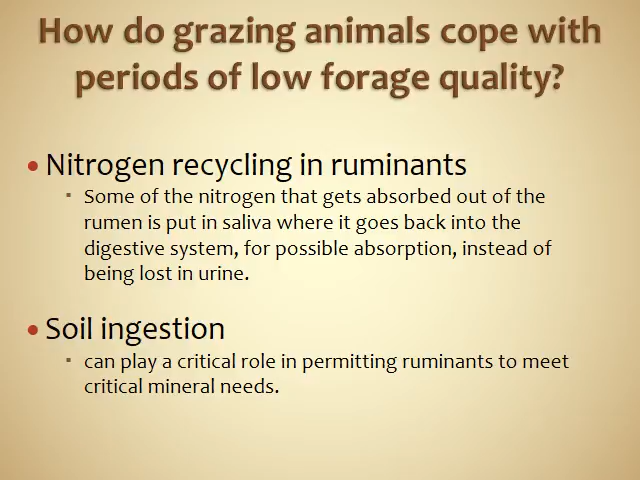 How do grazing animals cope with
periods of low forage quality?
• Nitrogen recycling in ruminants
▪ Some of the nitrogen that gets absorbed out of the
rumen is put in saliva where it goes back into the
digestive system, for possible absorption, instead of
being lost in urine.
• Soil ingestion
▪ can play a critical role in permitting ruminants to meet
critical mineral needs.